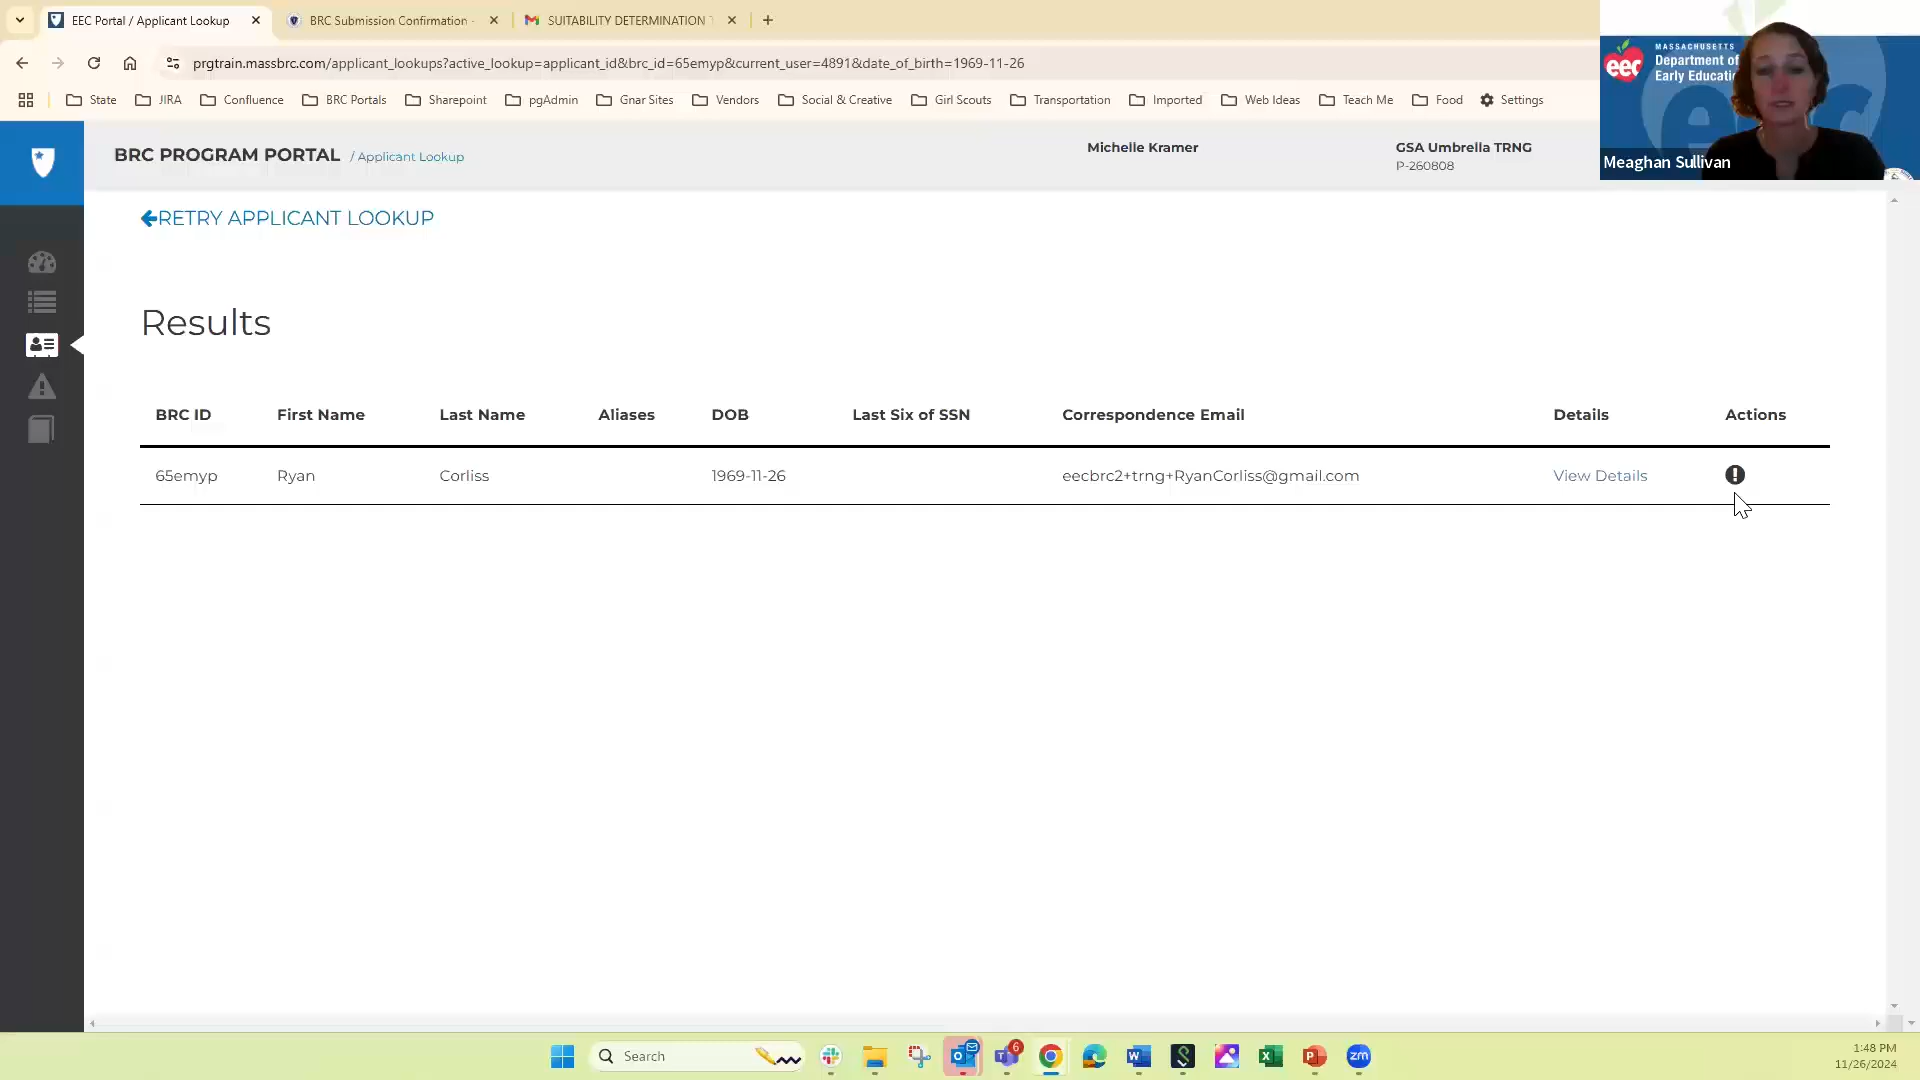 EEC Portal / Applicant Lookup
BRC Submission Confirmation
SUITABILITY DETERMINATION
prgtrain.massbrc.com/applicant_lookups?active_lookup=applicant_id&brc_id=65emyp&current_user=4891&date_of_birth=1969-11-26
State JIRA Confluence BRC Portals Sharepoint pgAdmin Gnar Sites Vendors Social & Creative Girl Scouts Transportation Imported Web Ideas Teach Me Food Settings
MASSACHUSETTS
Department of
Early Educatio
eec
Meaghan Sullivan
BRC PROGRAM PORTAL / Applicant Lookup
Michelle Kramer
GSA Umbrella TRNG
P-260808
RETRY APPLICANT LOOKUP
Results
BRC ID First Name Last Name Aliases DOB Last Six of SSN Correspondence Email Details Actions
65emyp Ryan Corliss 1969-11-26 eecbrc2+trng+RyanCorliss@gmail.com View Details
Search
6
zm
1:48 PM
11/26/2024